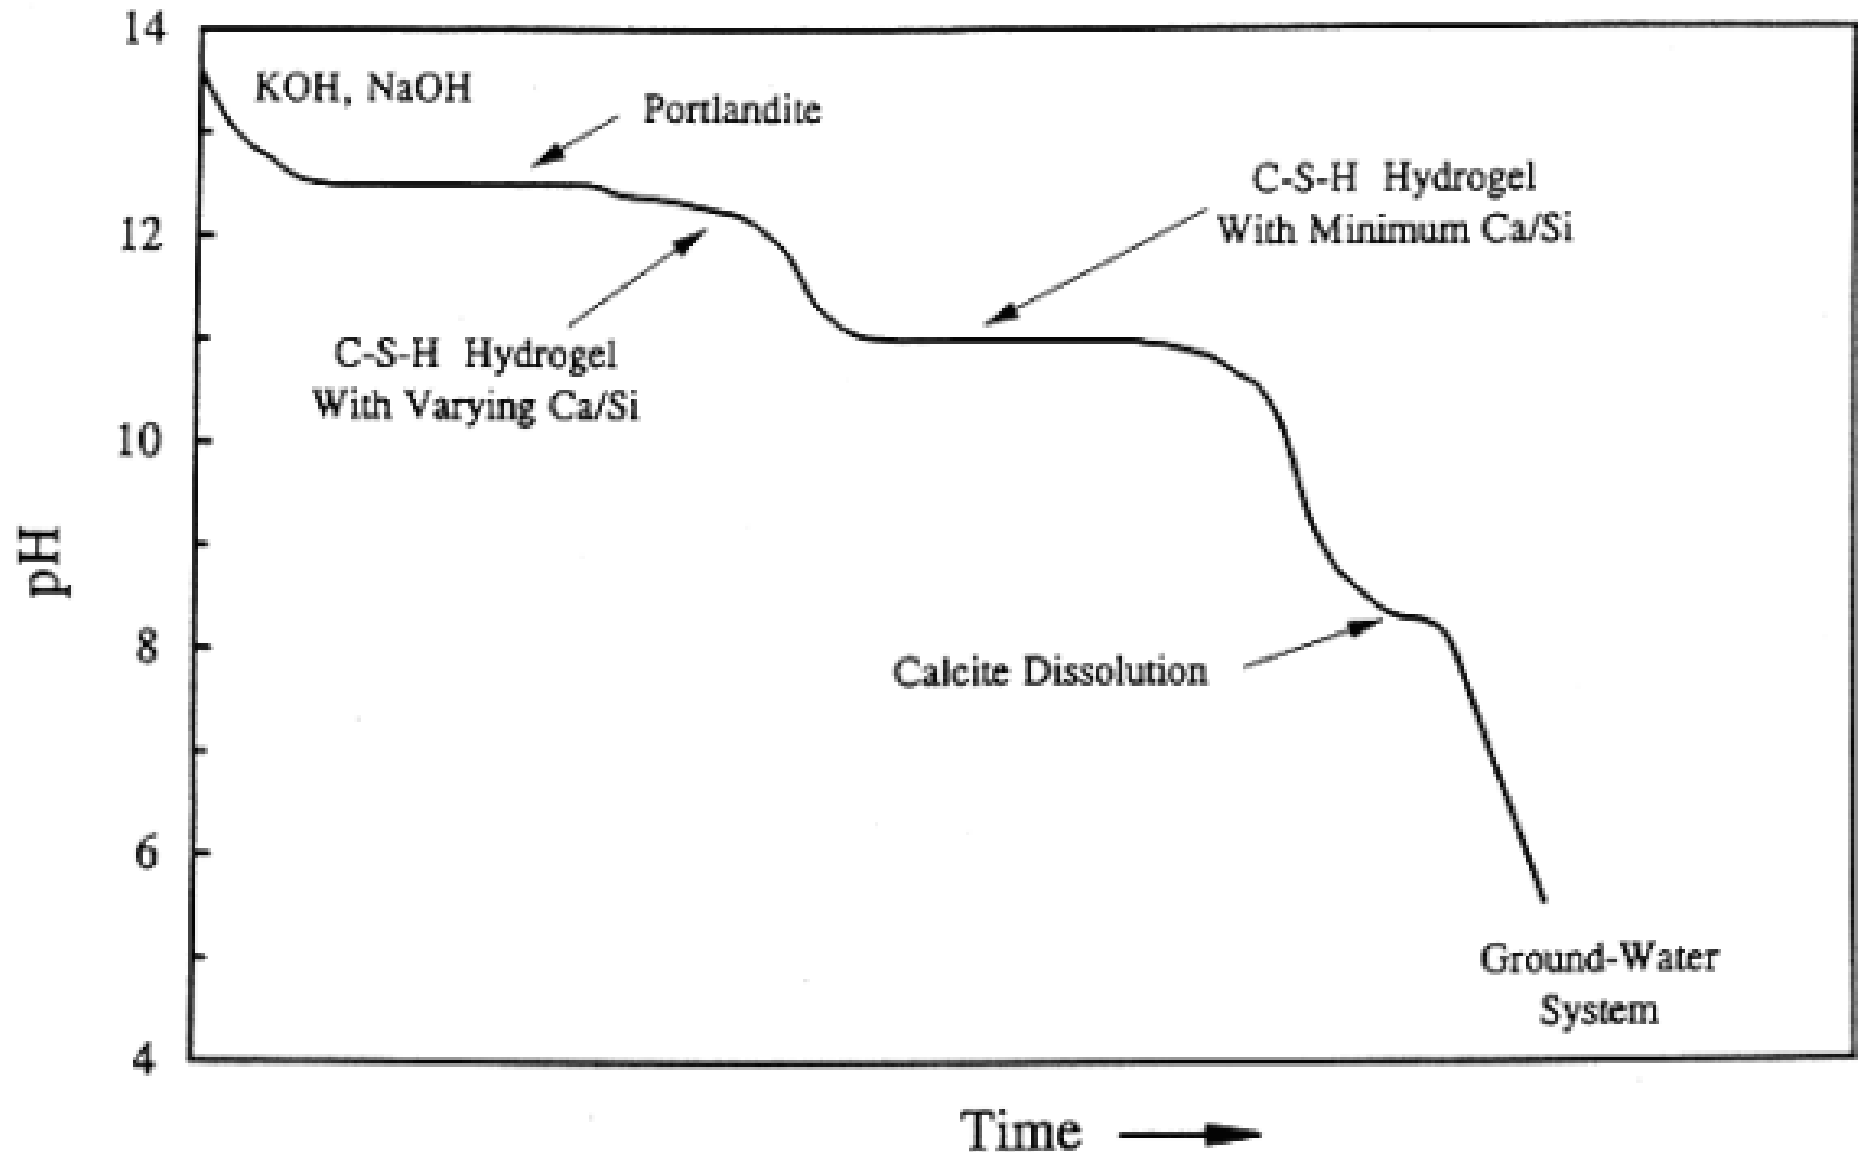 14
KOH, NaOH
Portlandite
C-S-H Hydrogel
With Minimum Ca/Si
12
C-S-H Hydrogel
With Varying Ca/Si
10
pH
8
Calcite Dissolution
6
Ground-Water
System
4
Time